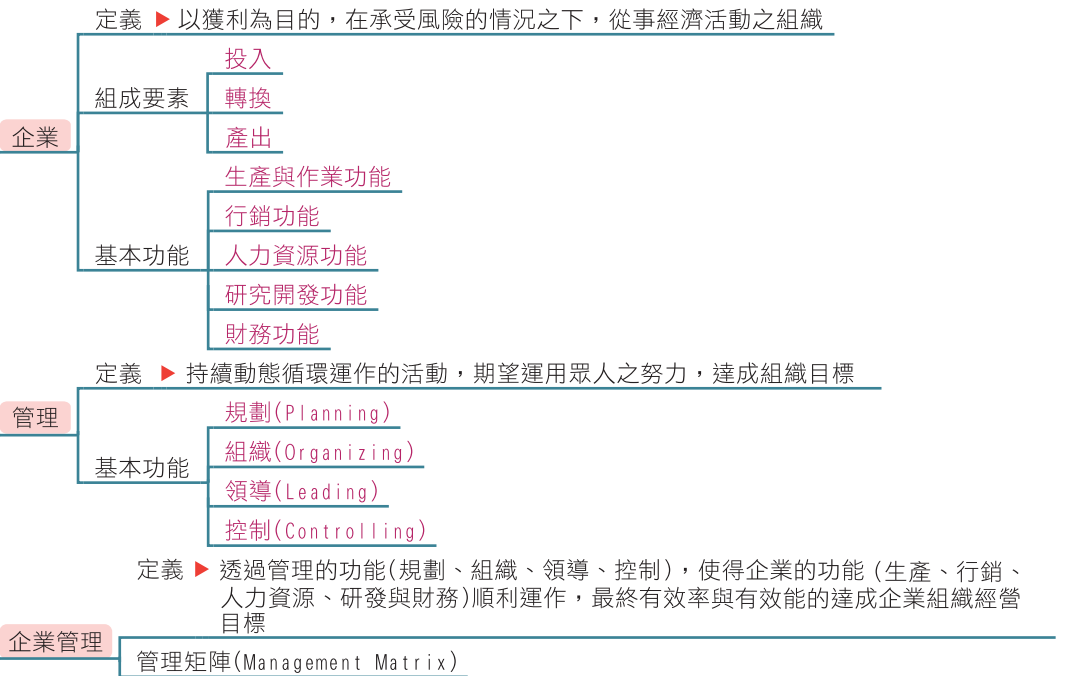 定義 ▶ 以獲利為目的，在承受風險的情況之下，從事經濟活動之組織
投入
組成要素
轉換
企業
產出
生產與作業功能
行銷功能
基本功能
人力資源功能
研究開發功能
財務功能
定義 ▶ 持續動態循環運作的活動，期望運用眾人之努力，達成組織目標
管理
規劃(Planning)
組織(Organizing)
基本功能
領導(Leading)
控制(Controlling)
定義 ▶ 透過管理的功能(規劃、組織、領導、控制)，使得企業的功能 (生產、行銷、
人力資源、研發與財務)順利運作，最終有效率與有效能的達成企業組織經營
目標
企業管理
管理矩陣(Management Matrix)